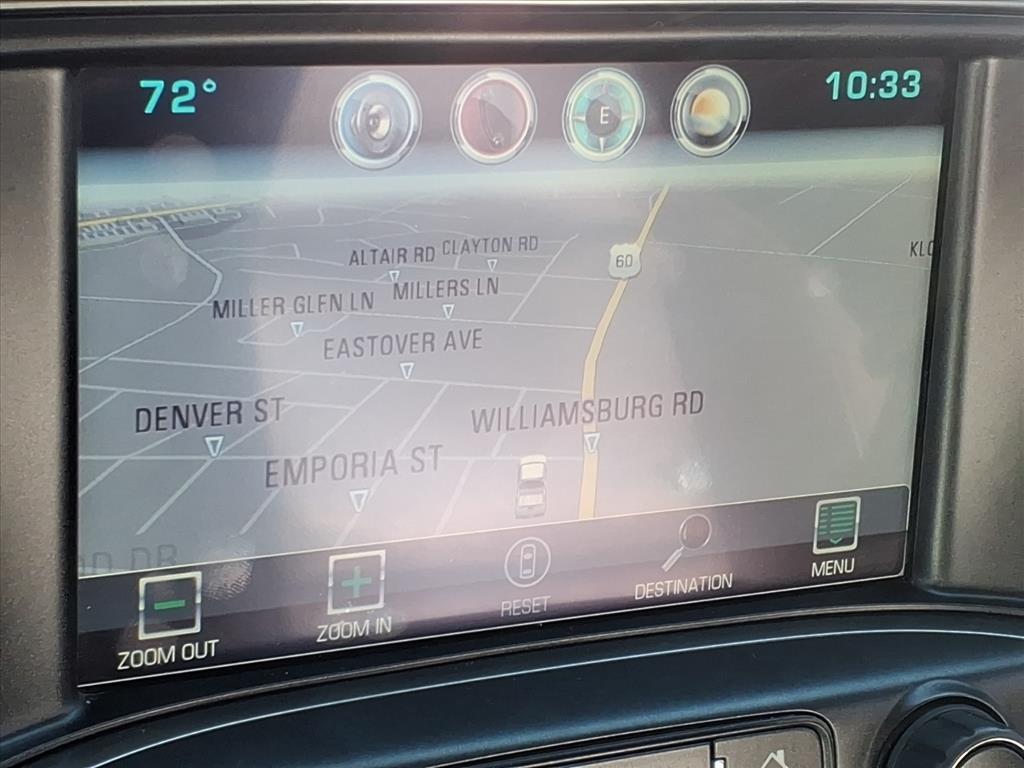 72° E 10:33
ALTAIR RD CLAYTON RD
60
MILLER GLEN LN MILLERS LN
EASTOVER AVE
DENVER ST WILLIAMSBURG RD
EMPORIA ST
DR
ZOOM OUT ZOOM IN RESET DESTINATION MENU